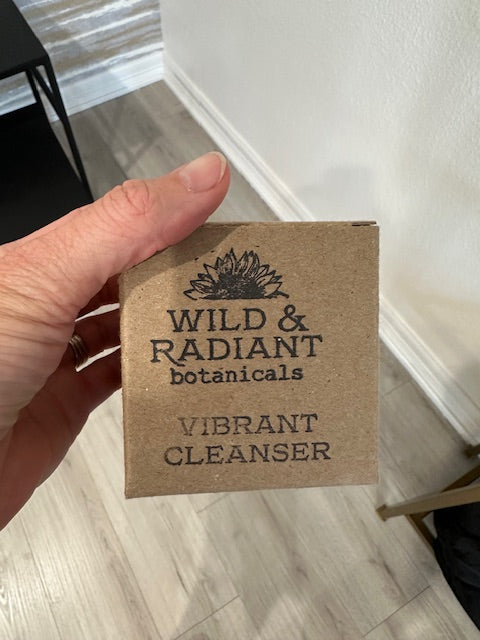 WILD &
RADIANT
botanicals
VIBRANT
CLEANSER